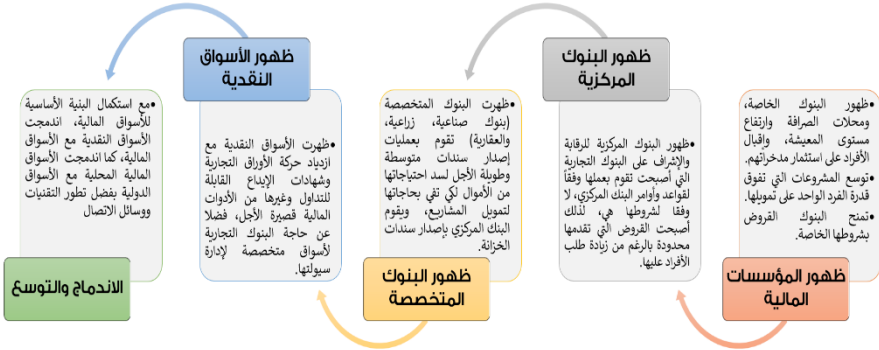 •ظهور البنوك الخاصة،
ومحلات الصرافة وارتفاع
مستوى المعيشة، وإقبال
الأفراد على استثمار مدخراتهم.
•توسع المشروعات التي تفوق
قدرة الفرد الواحد على تمويلها.
•تمنح البنوك القروض
بشروطها الخاصة.
ظهور المؤسسات
المالية
ظهور البنوك
المركزية
•ظهور البنوك المركزية للرقابة
والإشراف على البنوك التجارية
التي أصبحت تقوم بعملها وفقاً
لقواعد وأوامر البنك المركزي، لا
وفقا لشروطها هي، لذلك
أصبحت القروض التي تقدمها
محدودة بالرغم من زيادة طلب
الأفراد عليها.
•ظهرت البنوك المتخصصة
(بنوك صناعية، زراعية،
والعقارية) تقوم بعمليات
إصدار سندات متوسطة
وطويلة الأجل لسد احتياجاتها
من الأموال لكي تفي بحاجاتها
لتمويل المشاريع، ويقوم
البنك المركزي بإصدار سندات
الخزانة.
ظهور البنوك
المتخصصة
ظهور الأسواق
النقدية
•ظهرت الأسواق النقدية مع
ازدياد حركة الأوراق التجارية
وشهادات الإيداع القابلة
للتداول وغيرها من الأدوات
المالية قصيرة الأجل، فضلا
عن حاجة البنوك التجارية
لأسواق متخصصة لإدارة
سيولتها.
•مع استكمال البنية الأساسية
للأسواق المالية، اندمجت
الأسواق النقدية مع الأسواق
المالية، كما اندمجت الأسواق
المالية المحلية مع الأسواق
الدولية بفضل تطور التقنيات
ووسائل الاتصال
الاندماج والتوسع